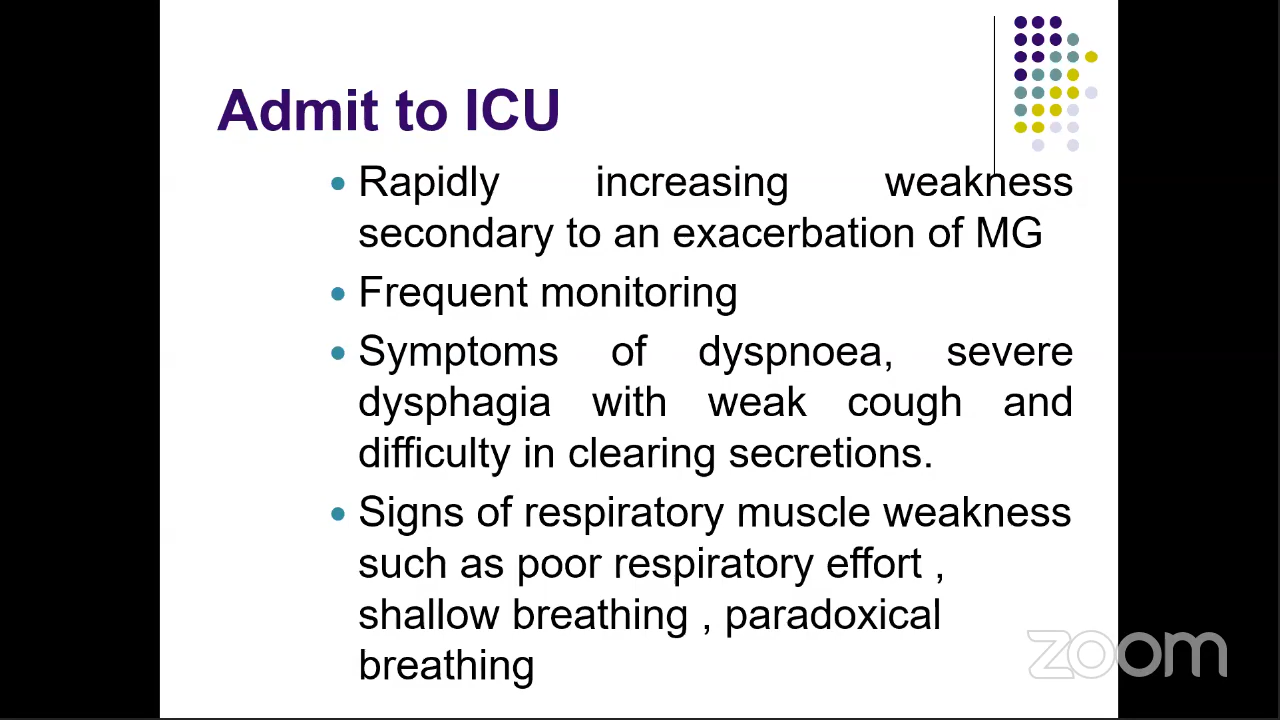 Admit to ICU
• Rapidly increasing weakness
secondary to an exacerbation of MG
• Frequent monitoring
• Symptoms of dyspnoea, severe
dysphagia with weak cough and
difficulty in clearing secretions.
• Signs of respiratory muscle weakness
such as poor respiratory effort ,
shallow breathing , paradoxical
breathing
zoom